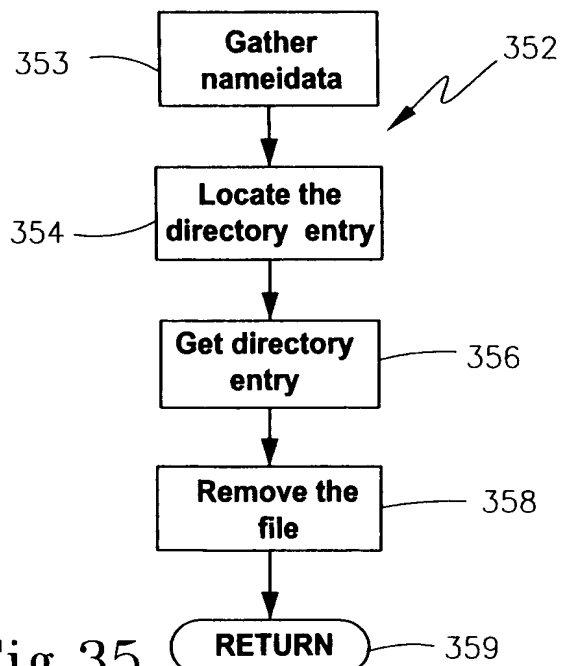 353
Gather
nameidata
352
354
Locate the
directory entry
Get directory
entry
356
Remove the
file
358
Fig.35
RETURN
359